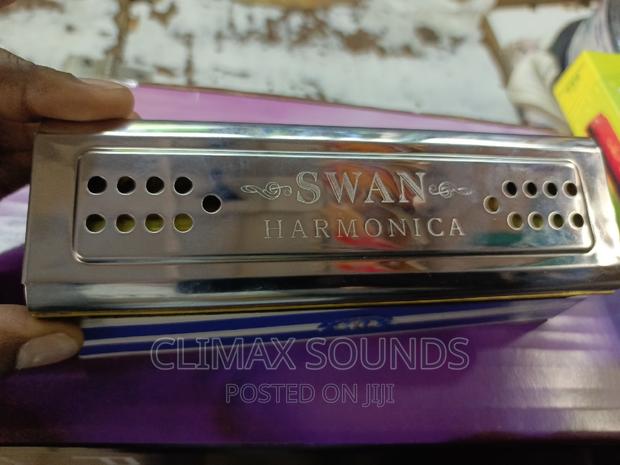 SWAN
HARMONICA
CLIMAX SOUNDS
POSTED ON JIJI